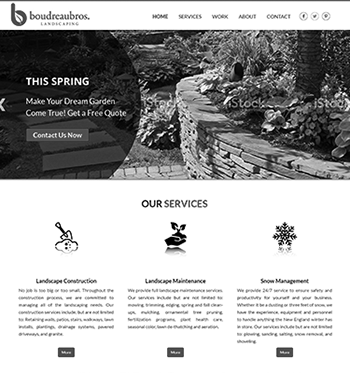 boudreaubros.
LANDSCAPING
HOME SERVICES WORK ABOUT CONTACT
THIS SPRING
Make Your Dream Garden
Come True! Get a Free Quote
Contact Us Now
iStock
iStock
OUR SERVICES
Landscape Construction
No job is too big or too small. Throughout the
construction process, we are committed to
managing all of the landscaping needs. Our
construction services include; but are not limited
to: Retaining walls, patios, stairs, walkways, lawn
installs, plantings, drainage systems, pavered
driveways, and granite.
More
Landscape Maintenance
We provide full landscape maintenance services.
Our services include but are not limited to
mowing, trimming, edging, spring and fall clean-
ups, mulching, ornamental tree pruning,
fertilization programs, plant health care,
seasonal color, lawn de-thatching and aeration.
More
Snow Management
We provide 24/7 service to ensure safety and
productivity for yourself and your business.
Whether it be a dusting or three feet of snow, we
have the experience, equipment and personnel
to handle anything the New England winter has
in store. Our services include but are not limited
to: plowing, sanding, salting, snow removal, and
shoveling.
More